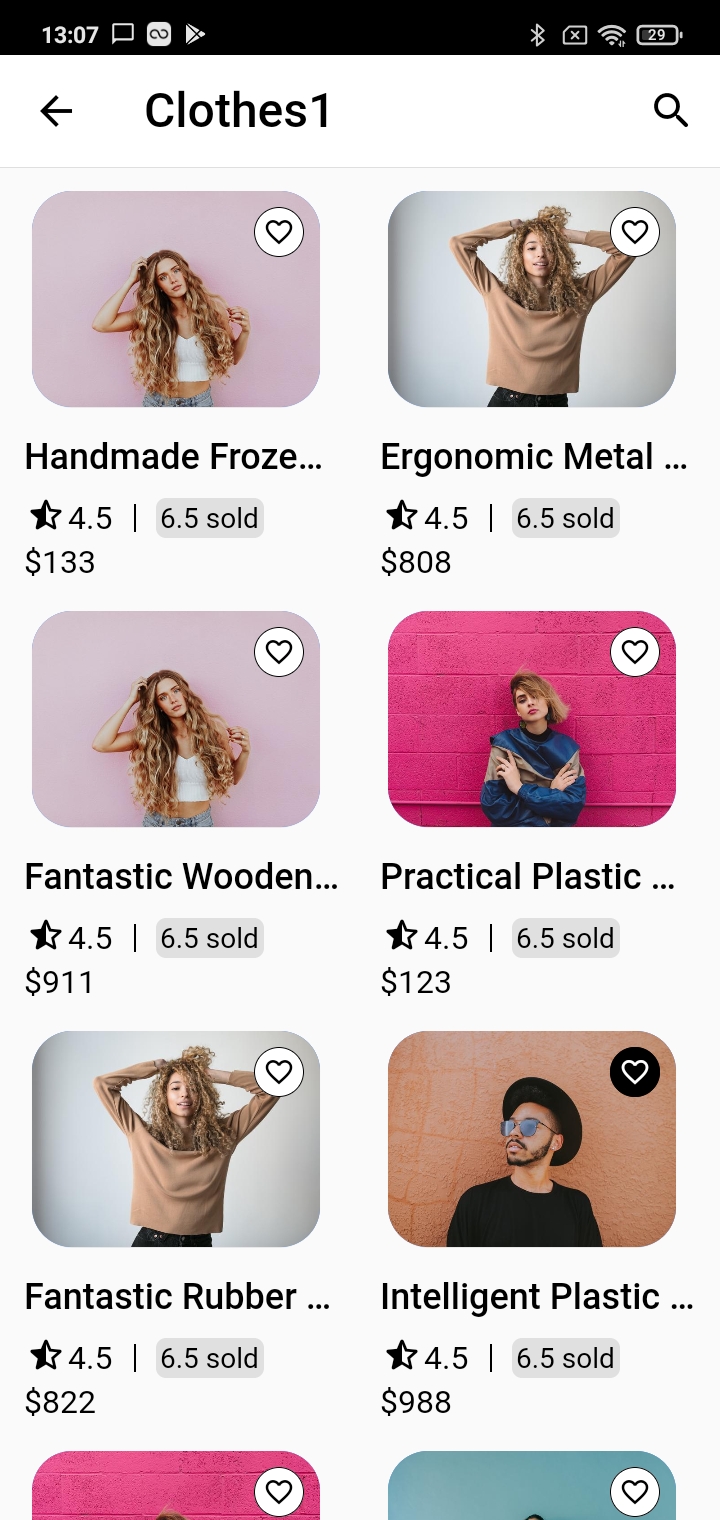 13:07
29
Clothes1
Handmade Froze...
Ergonomic Metal ...
4.5 | 6.5 sold
4.5 | 6.5 sold
$133
$808
Fantastic Wooden...
Practical Plastic ...
4.5 | 6.5 sold
4.5 | 6.5 sold
$911
$123
Fantastic Rubber ...
Intelligent Plastic ...
4.5 | 6.5 sold
4.5 | 6.5 sold
$822
$988